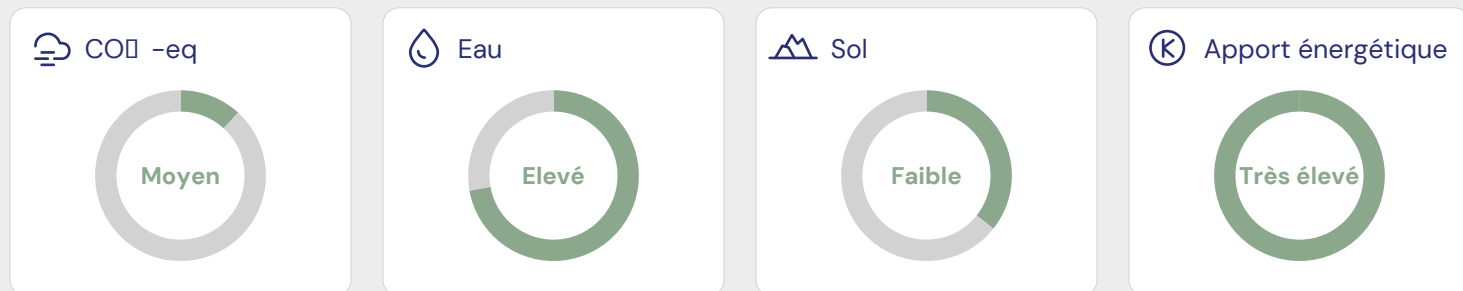 CO▯ -eq
Eau
Sol
Apport énergétique
Moyen
Elevé
Faible
Très élevé